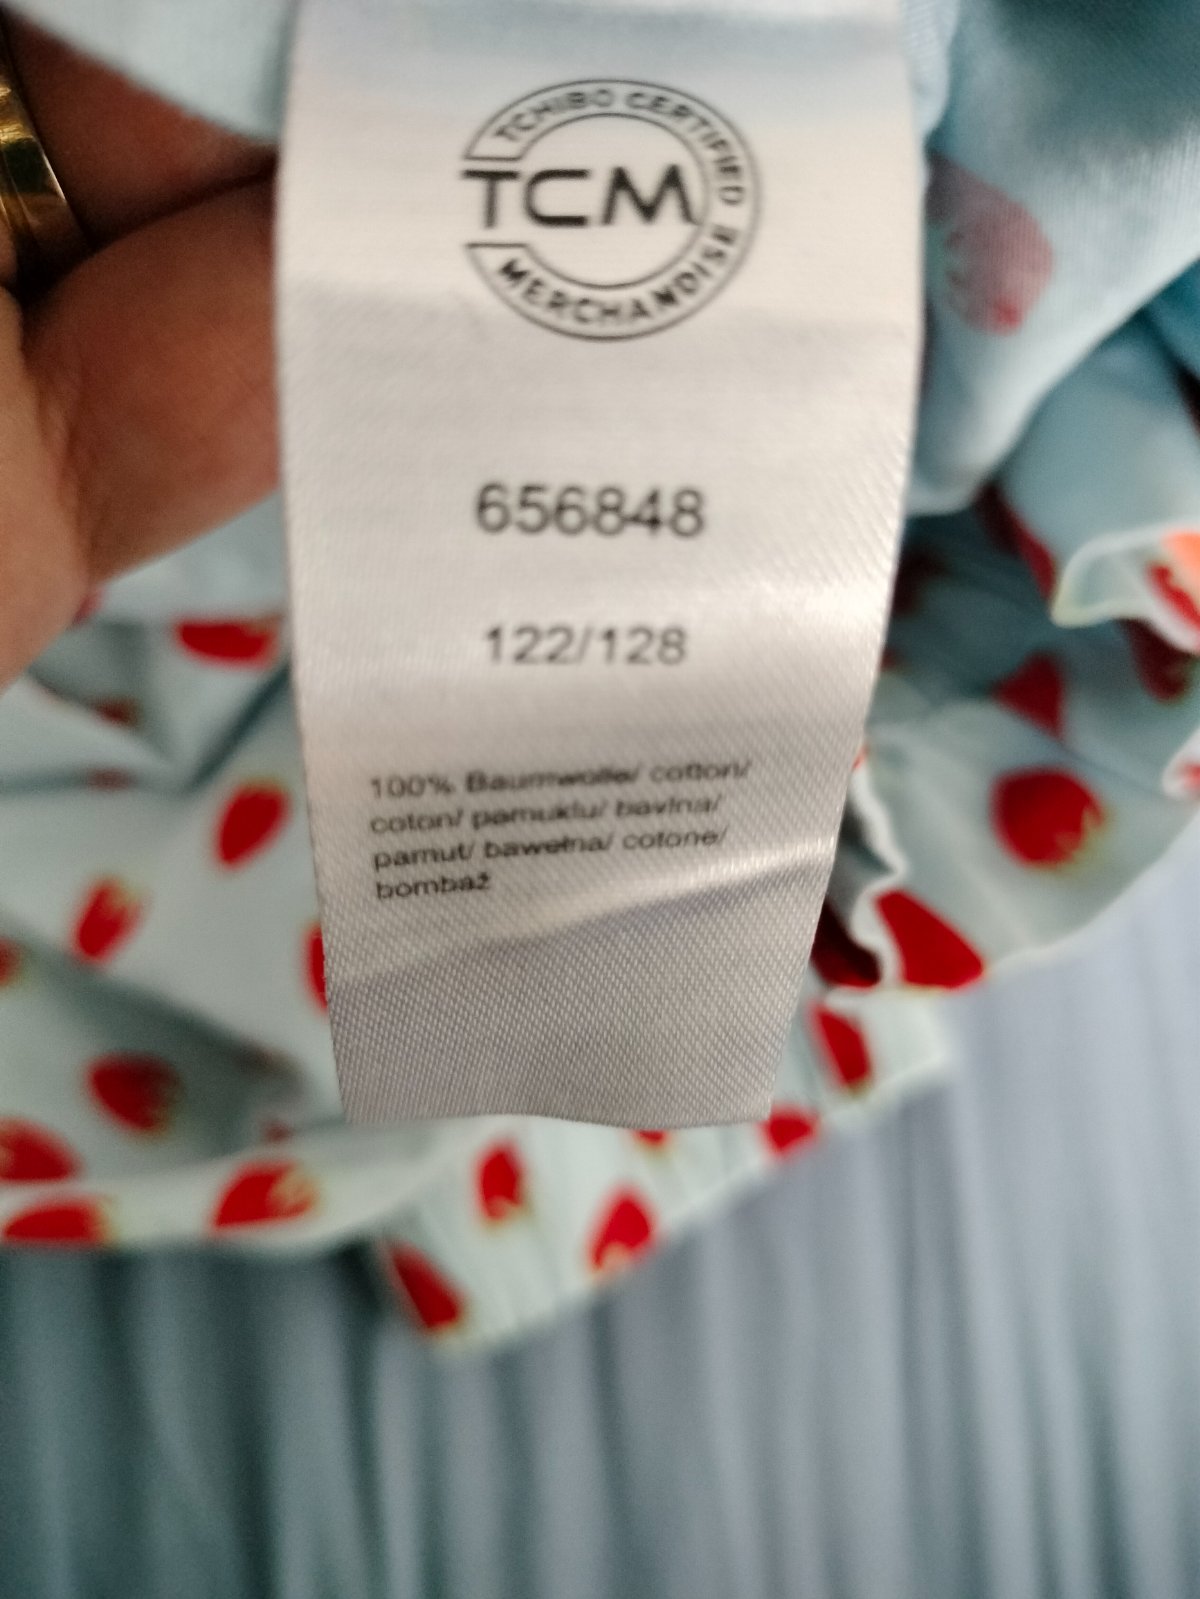 TCHIBO CERTIFIED
TCM
MERCHANDISE
656848
122/128
100% Baumwolle/ cotton/
coton/ pamuklu/ bavlna/
pamut/ bawełna/ cotone/
bombaž